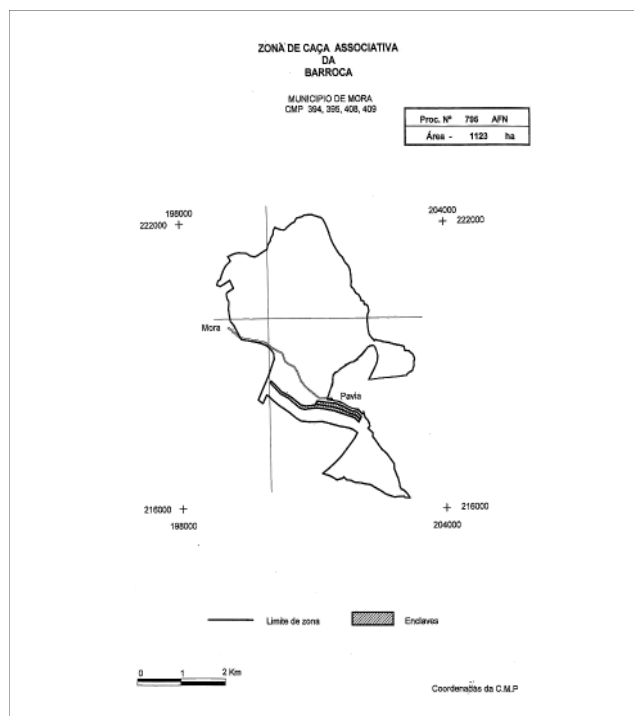 ZONA DE CAÇA ASSOCIATIVA
DA
BARROCA
MUNICIPIO DE MORA
CMP 394, 395, 408, 409
Proc. Nº 796 AFN
Área - 1123 ha
198000
222000
204000
222000
Mora
Pavia
216000
198000
216000
204000
Limite de zona
Enclaves
0 1 2 Km
Coordenadas da C.M.P